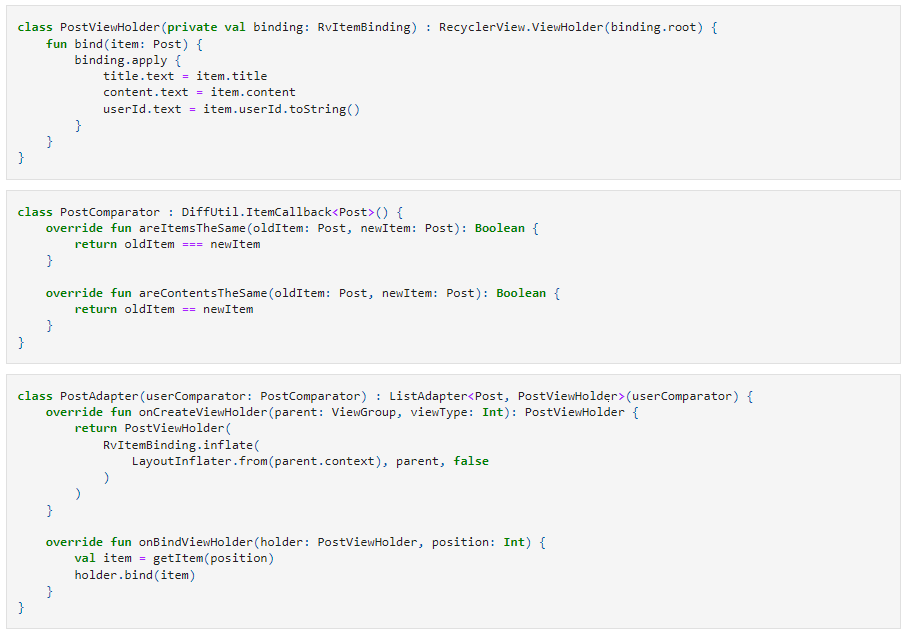 class PostViewHolder(private val binding: RvItemBinding) : RecyclerView.ViewHolder(binding.root) {
    fun bind(item: Post) {
        binding.apply {
            title.text = item.title
            content.text = item.content
            userId.text = item.userId.toString()
        }
    }
}
class PostComparator : DiffUtil.ItemCallback<Post>() {
    override fun areItemsTheSame(oldItem: Post, newItem: Post): Boolean {
        return oldItem === newItem
    }

    override fun areContentsTheSame(oldItem: Post, newItem: Post): Boolean {
        return oldItem == newItem
    }
}
class PostAdapter(userComparator: PostComparator) : ListAdapter<Post, PostViewHolder>(userComparator) {
    override fun onCreateViewHolder(parent: ViewGroup, viewType: Int): PostViewHolder {
        return PostViewHolder(
            RvItemBinding.inflate(
                LayoutInflater.from(parent.context), parent, false
            )
        )
    }

    override fun onBindViewHolder(holder: PostViewHolder, position: Int) {
        val item = getItem(position)
        holder.bind(item)
    }
}